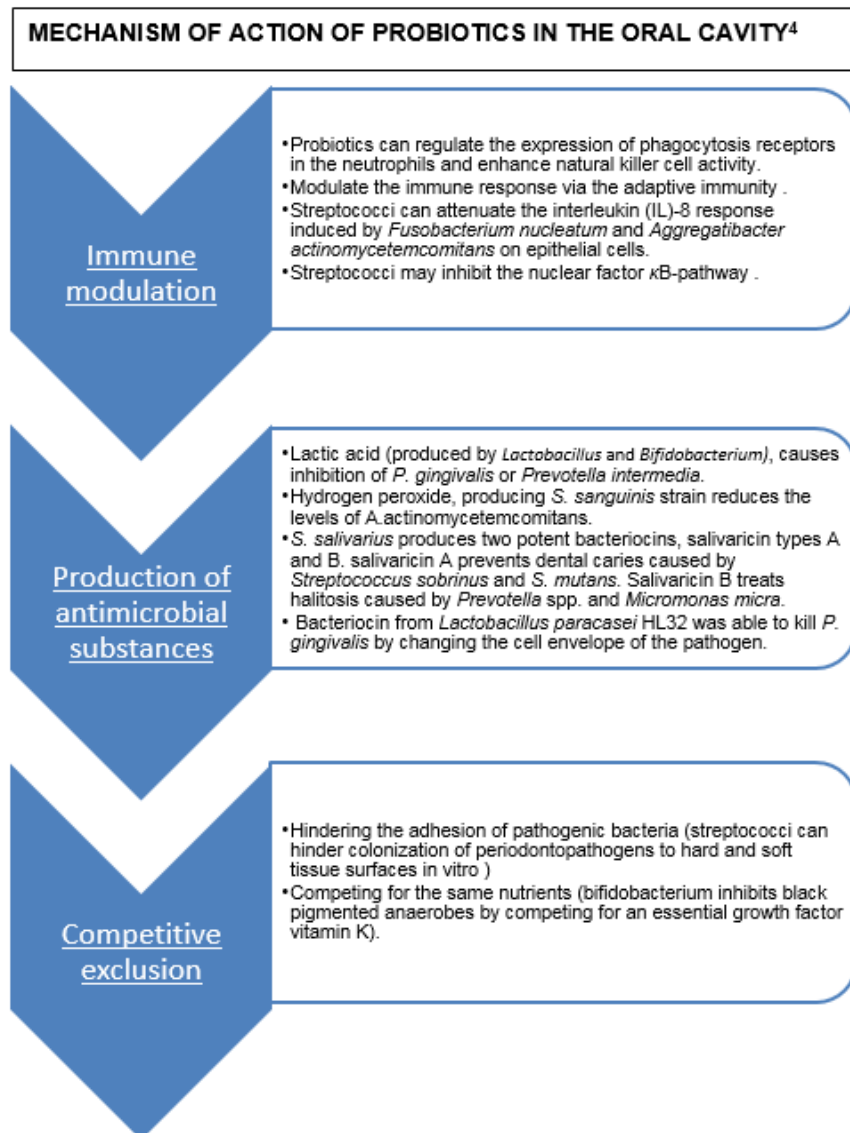 MECHANISM OF ACTION OF PROBIOTICS IN THE ORAL CAVITY⁴
Immune
modulation
•Probiotics can regulate the expression of phagocytosis receptors
in the neutrophils and enhance natural killer cell activity.
•Modulate the immune response via the adaptive immunity .
•Streptococci can attenuate the interleukin (IL)-8 response
induced by Fusobacterium nucleatum and Aggregatibacter
actinomycetemcomitans on epithelial cells.
•Streptococci may inhibit the nuclear factor κB-pathway .
Production of
antimicrobial
substances
•Lactic acid (produced by Lactobacillus and Bifidobacterium), causes
inhibition of P. gingivalis or Prevotella intermedia.
•Hydrogen peroxide, producing S. sanguinis strain reduces the
levels of A.actinomycetemcomitans.
•S. salivarius produces two potent bacteriocins, salivaricin types A
and B. salivaricin A prevents dental caries caused by
Streptococcus sobrinus and S. mutans. Salivaricin B treats
halitosis caused by Prevotella spp. and Micromonas micra.
• Bacteriocin from Lactobacillus paracasei HL32 was able to kill P.
gingivalis by changing the cell envelope of the pathogen.
Competitive
exclusion
•Hindering the adhesion of pathogenic bacteria (streptococci can
hinder colonization of periodontopathogens to hard and soft
tissue surfaces in vitro )
•Competing for the same nutrients (bifidobacterium inhibits black
pigmented anaerobes by competing for an essential growth factor
vitamin K).